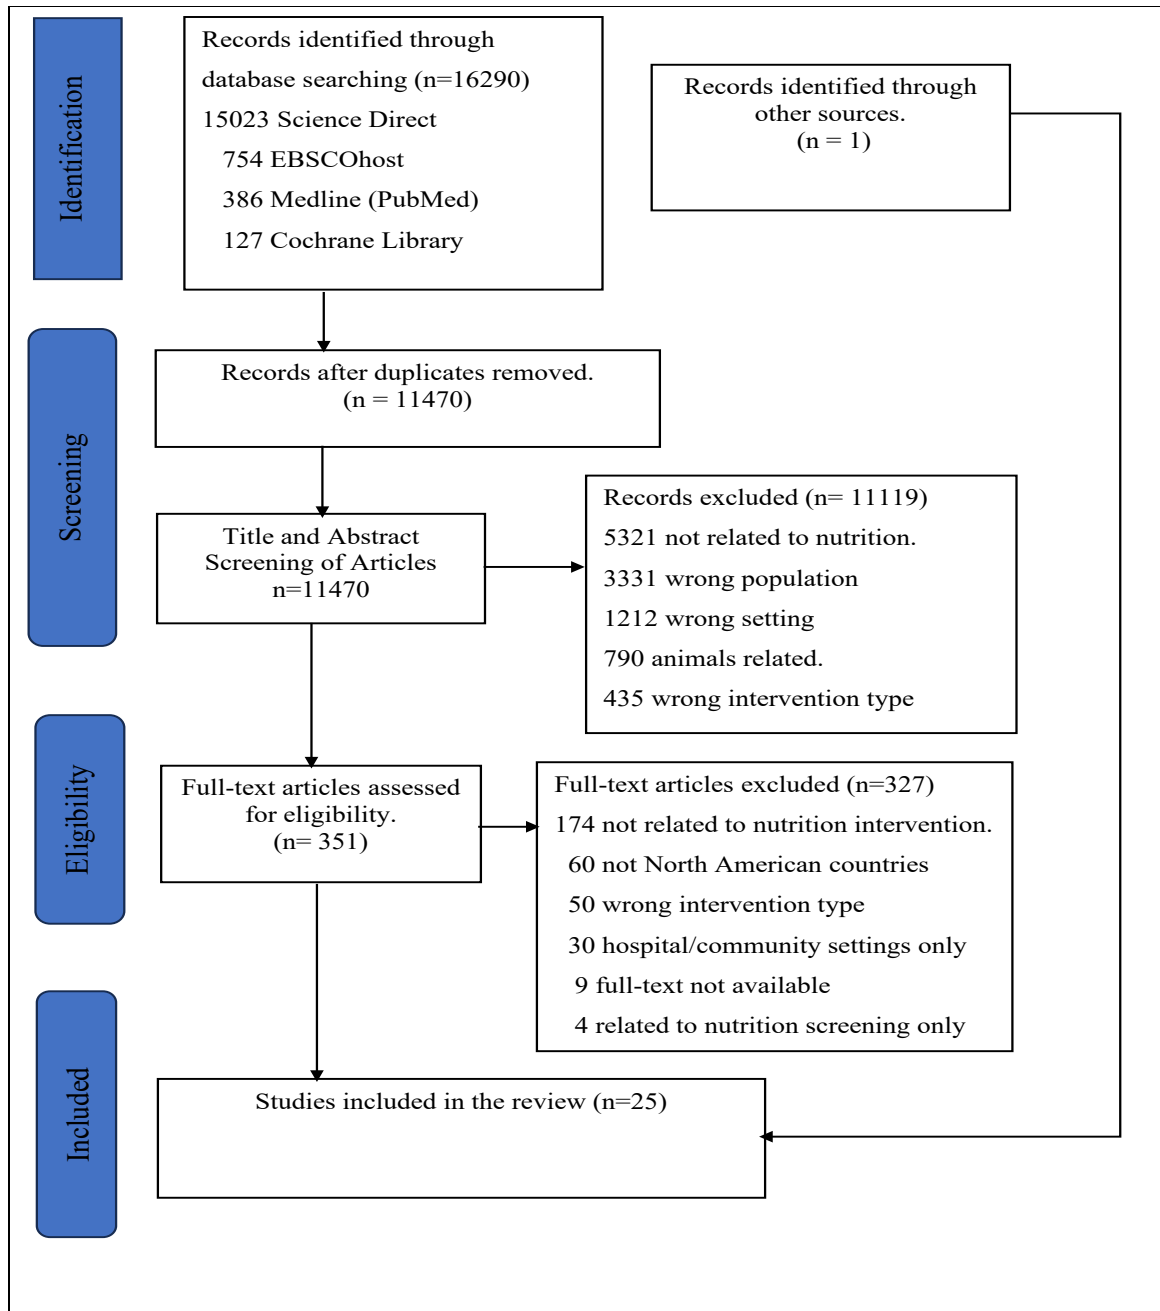 Identification
Records identified through
database searching (n=16290)
15023 Science Direct
754 EBSCOhost
386 Medline (PubMed)
127 Cochrane Library
Records identified through
other sources.
(n = 1)
Screening
Records after duplicates removed.
(n = 11470)
Title and Abstract
Screening of Articles
n=11470
Records excluded (n= 11119)
5321 not related to nutrition.
3331 wrong population
1212 wrong setting
790 animals related.
435 wrong intervention type
Eligibility
Full-text articles assessed
for eligibility.
(n= 351)
Full-text articles excluded (n=327)
174 not related to nutrition intervention.
60 not North American countries
50 wrong intervention type
30 hospital/community settings only
9 full-text not available
4 related to nutrition screening only
Included
Studies included in the review (n=25)